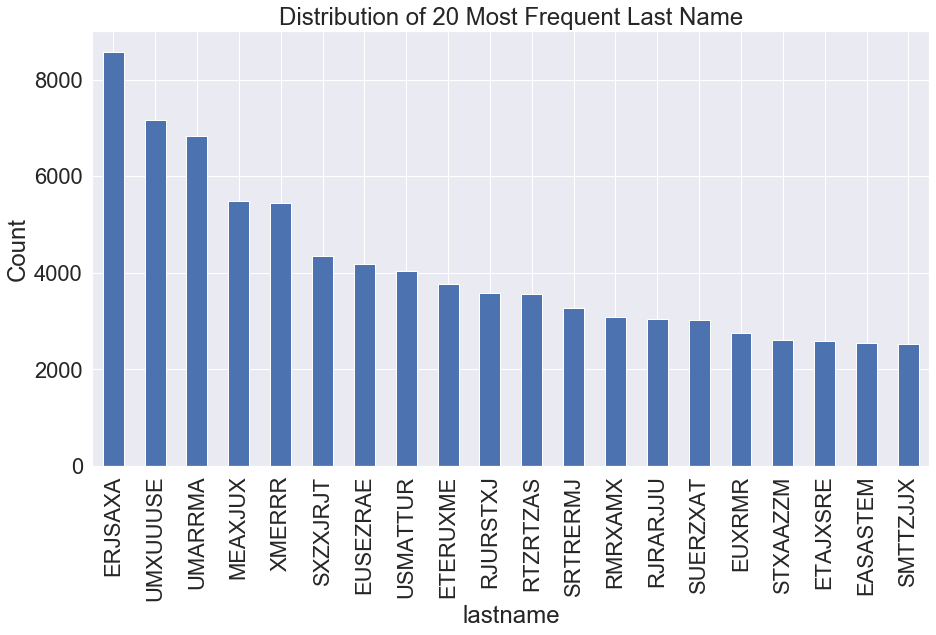 Distribution of 20 Most Frequent Last Name
Count
8000
6000
4000
2000
0
ERJSAXA
UMXUUUSE
UMARRMA
MEAXJUX
XMERRR
SXZXJRJT
EUSEZRAE
USMATTUR
ETERUXME
RJURSTXJ
RTZRTZAS
SRTRERMJ
RMRXAMX
RJRARJJU
SUERZXAT
EUXRMR
STXAAZZM
ETAJXSRE
EASASTEM
SMTTZJJX
lastname